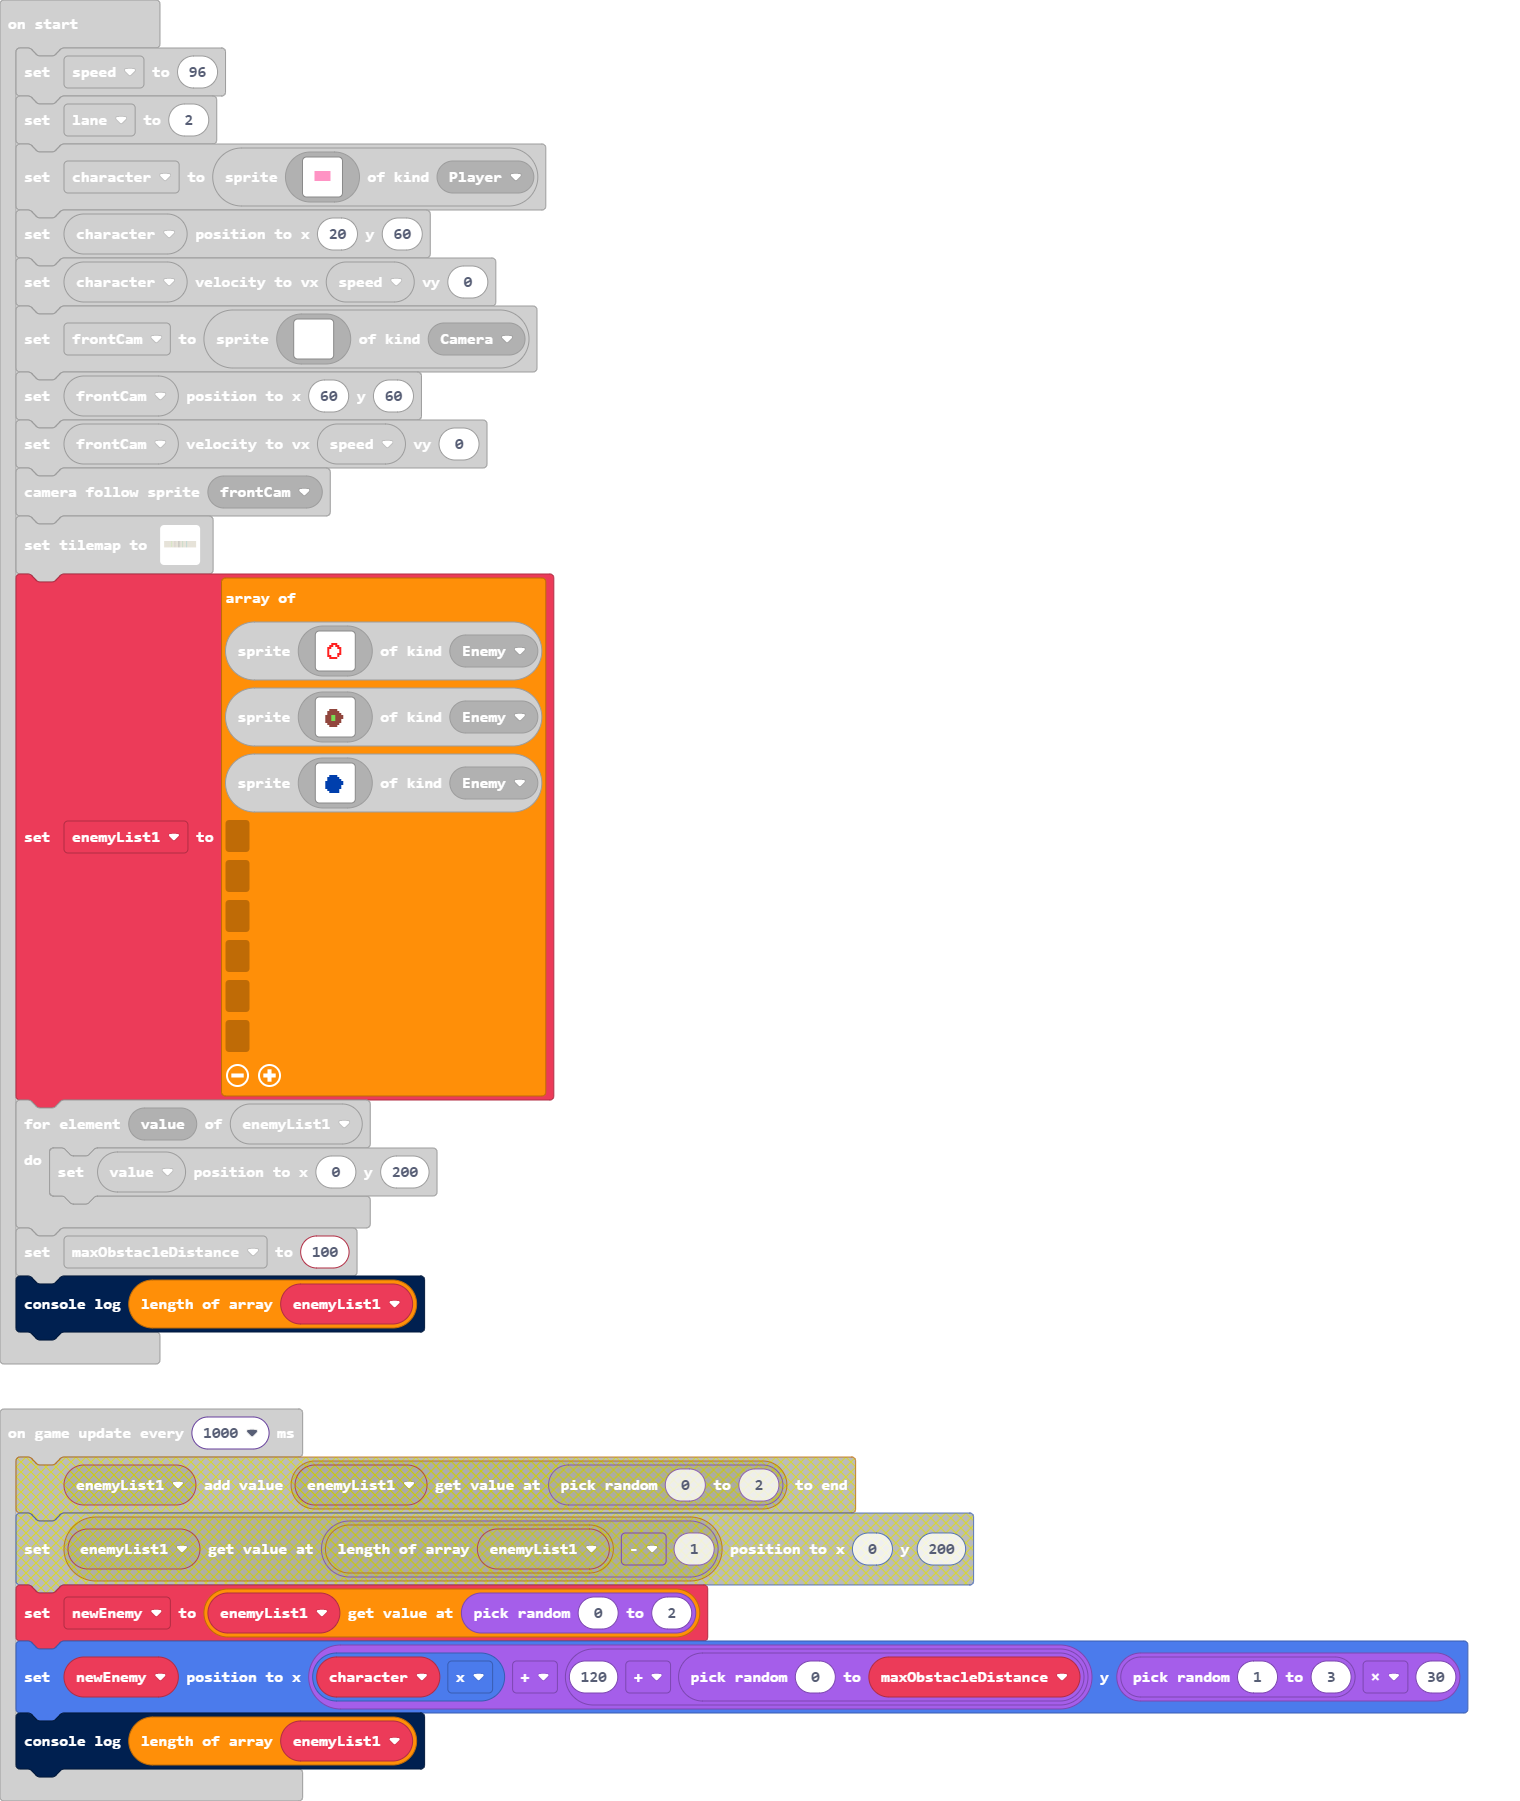 on start
set speed to 96
set lane to 2
set character to sprite of kind Player
set character position to x 20 y 60
set character velocity to vx speed vy 0
set frontCam to sprite of kind Camera
set frontCam position to x 60 y 60
set frontCam velocity to vx speed vy 0
camera follow sprite frontCam
set tilemap to
array of
sprite of kind Enemy
sprite of kind Enemy
sprite of kind Enemy
set enemyList1 to
for element value of enemyList1
do set value position to x 0 y 200
set maxObstacleDistance to 100
console log length of array enemyList1
on game update every 1000 ms
enemyList1 add value enemyList1 get value at pick random 0 to 2 to end
set enemyList1 get value at length of array enemyList1 - 1 position to x 0 y 200
set newEnemy to enemyList1 get value at pick random 0 to 2
set newEnemy position to x character x + 120 + pick random 0 to maxObstacleDistance y pick random 1 to 3 × 30
console log length of array enemyList1